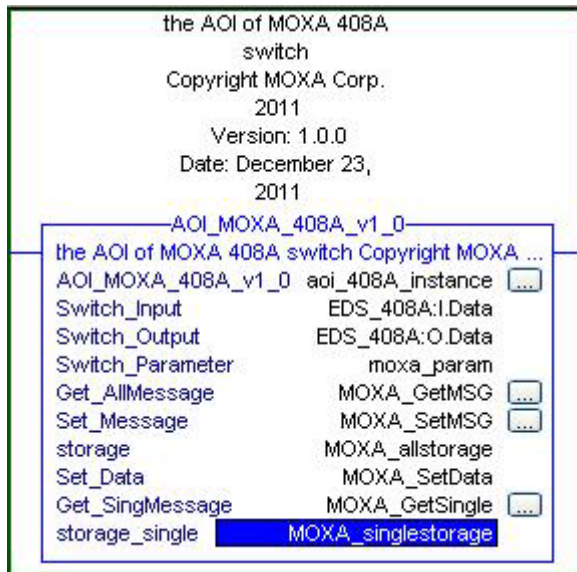 the AOI of MOXA 408A
switch
Copyright MOXA Corp.
2011
Version: 1.0.0
Date: December 23,
2011
AOI_MOXA_408A_v1_0
the AOI of MOXA 408A switch Copyright MOXA ...
AOI_MOXA_408A_v1_0 aoi_408A_instance ...
Switch_Input EDS_408A:I.Data
Switch_Output EDS_408A:O.Data
Switch_Parameter moxa_param
Get_AllMessage MOXA_GetMSG ...
Set_Message MOXA_SetMSG ...
storage MOXA_allstorage
Set_Data MOXA_SetData
Get_SingMessage MOXA_GetSingle ...
storage_single MOXA_singlestorage